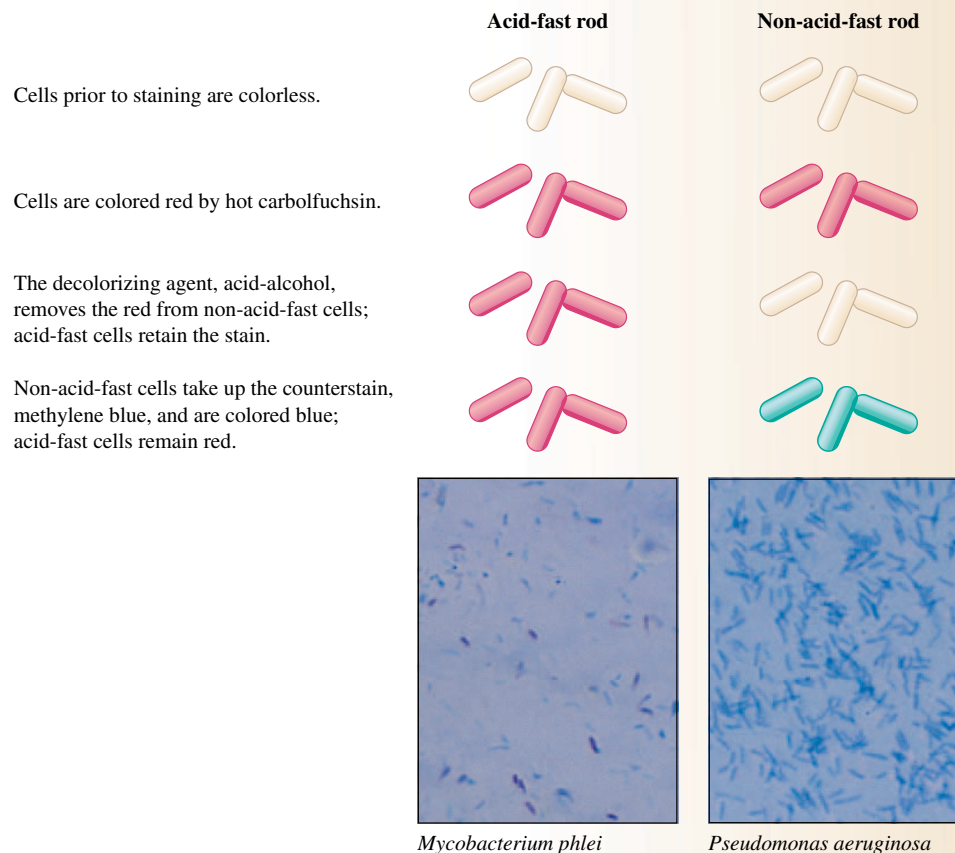 Acid-fast rod
Non-acid-fast rod
Cells prior to staining are colorless.
Cells are colored red by hot carbolfuchsin.
The decolorizing agent, acid-alcohol,
removes the red from non-acid-fast cells;
acid-fast cells retain the stain.
Non-acid-fast cells take up the counterstain,
methylene blue, and are colored blue;
acid-fast cells remain red.
Mycobacterium phlei
Pseudomonas aeruginosa